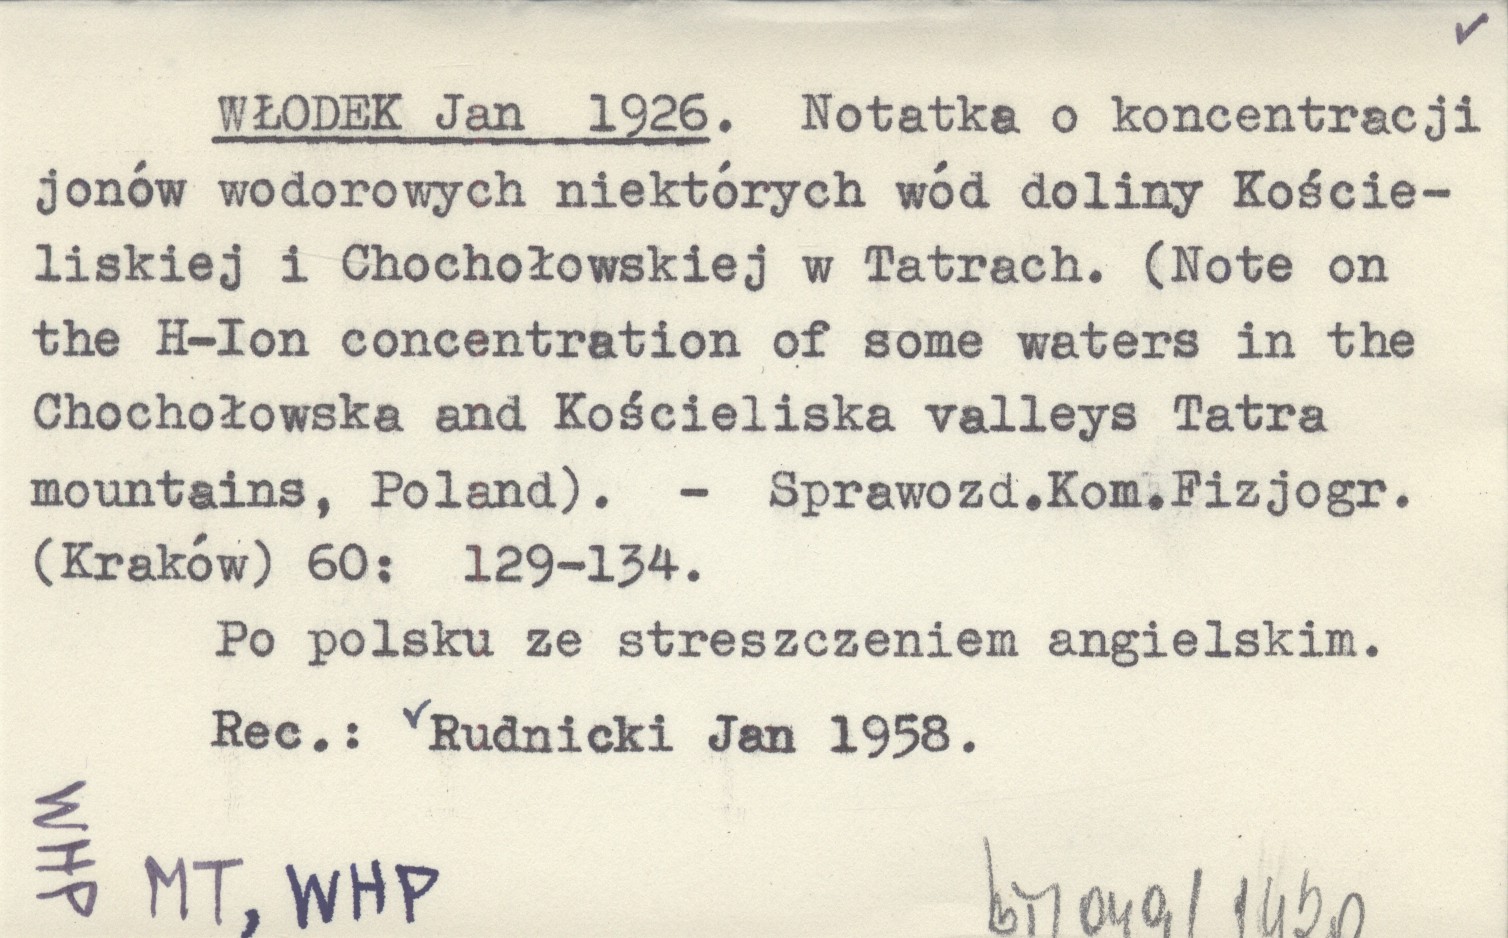 WŁODEK Jan 1926. Notatka o koncentracji
jonów wodorowych niektórych wód doliny Koście-
liskiej i Chochołowskiej w Tatrach. (Note on
the H-Ion concentration of some waters in the
Chochołowska and Kościeliska valleys Tatra
mountains, Poland). - Sprawozd.Kom.Fizjogr.
(Kraków) 60: 129-134.
Po polsku ze streszczeniem angielskim.
Rec.: ✓Rudnicki Jan 1958.
WHP
MT, WHP